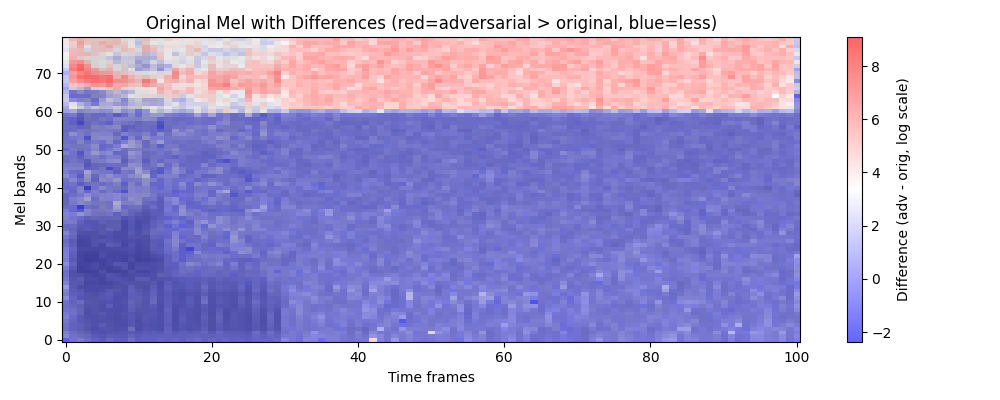 Original Mel with Differences (red=adversarial > original, blue=less)
Mel bands
70
60
50
40
30
20
10
0
0 20 40 60 80 100
Time frames
8
6
4
2
0
−2
Difference (adv - orig, log scale)